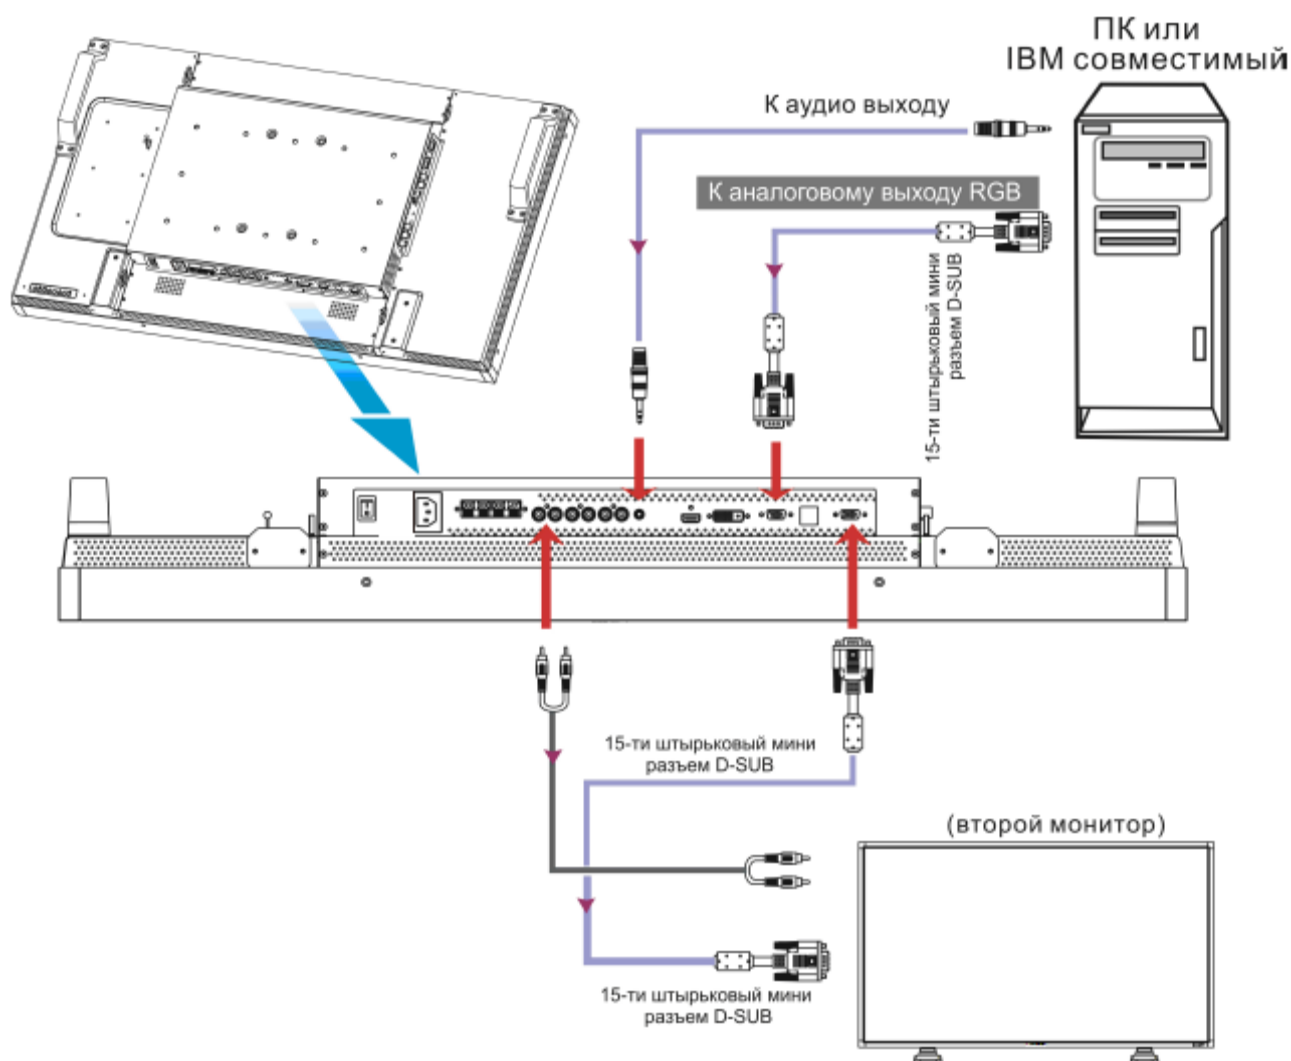 ПК или
IBM совместимый
К аудио выходу
К аналоговому выходу RGB
15-ти штырьковый мини
разъем D-SUB
15-ти штырьковый мини
разъем D-SUB
(второй монитор)
15-ти штырьковый мини
разъем D-SUB